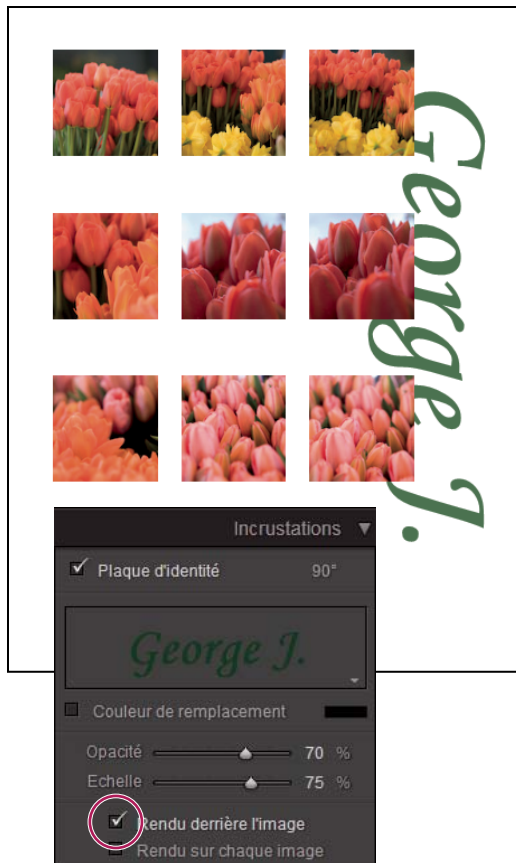 George J.
Incrustations
Plaque d'identité 90°
George J.
Couleur de remplacement
Opacité 70 %
Echelle 75 %
Rendu derrière l'image
Rendu sur chaque image